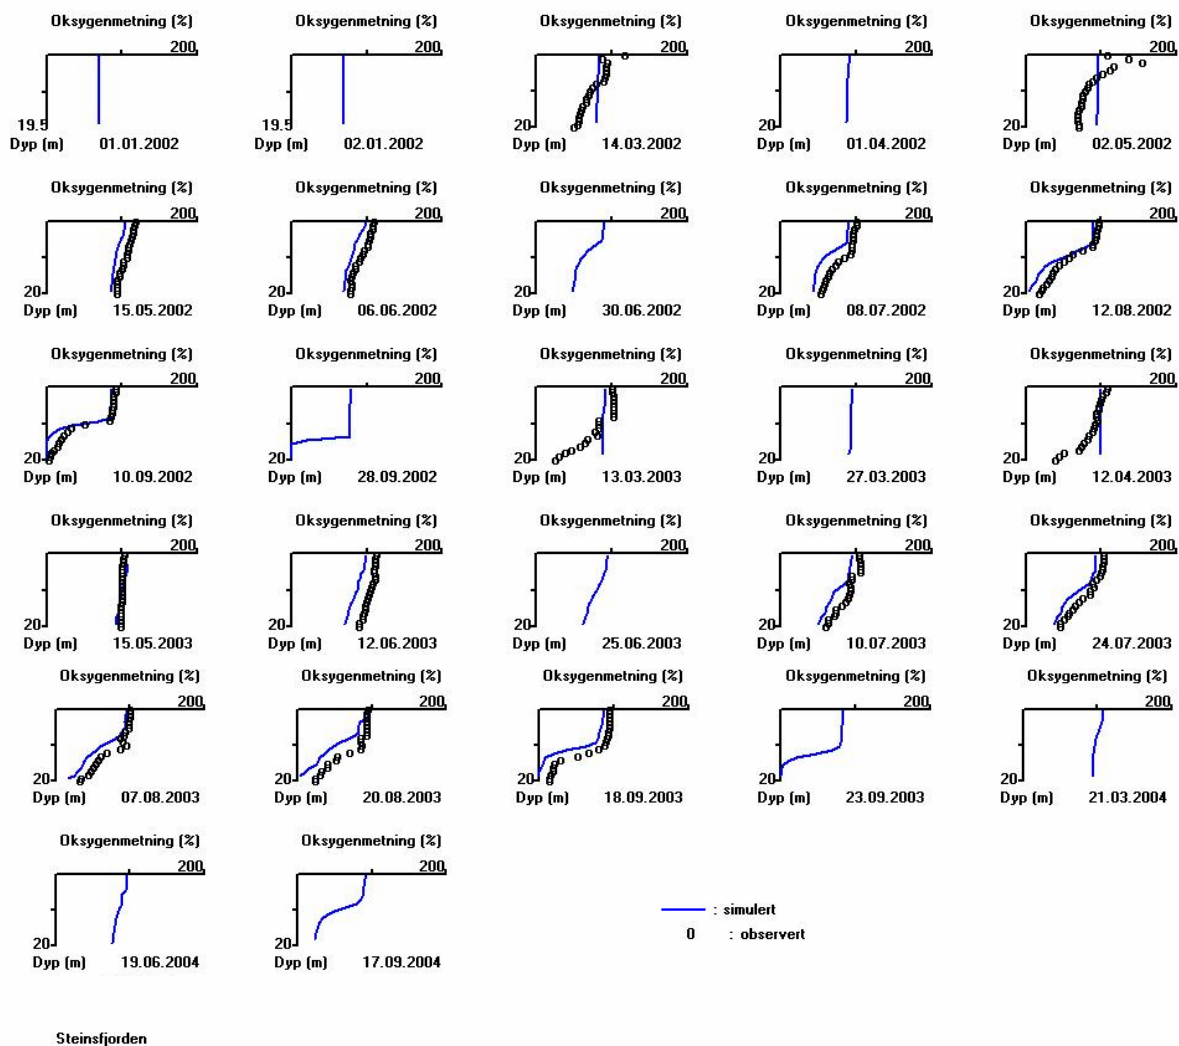 Oksygenmetning (%) Oksygenmetning (%) Oksygenmetning (%) Oksygenmetning (%) Oksygenmetning (%)
200 200 200 200 200
19.5 19.5 20 20 20
Dyp (m) 01.01.2002 Dyp (m) 02.01.2002 Dyp (m) 14.03.2002 Dyp (m) 01.04.2002 Dyp (m) 02.05.2002
Oksygenmetning (%) Oksygenmetning (%) Oksygenmetning (%) Oksygenmetning (%) Oksygenmetning (%)
200 200 200 200 200
20 20 20 20 20
Dyp (m) 15.05.2002 Dyp (m) 06.06.2002 Dyp (m) 30.06.2002 Dyp (m) 08.07.2002 Dyp (m) 12.08.2002
Oksygenmetning (%) Oksygenmetning (%) Oksygenmetning (%) Oksygenmetning (%) Oksygenmetning (%)
200 200 200 200 200
20 20 20 20 20
Dyp (m) 10.09.2002 Dyp (m) 28.09.2002 Dyp (m) 13.03.2003 Dyp (m) 27.03.2003 Dyp (m) 12.04.2003
Oksygenmetning (%) Oksygenmetning (%) Oksygenmetning (%) Oksygenmetning (%) Oksygenmetning (%)
200 200 200 200 200
20 20 20 20 20
Dyp (m) 15.05.2003 Dyp (m) 12.06.2003 Dyp (m) 25.06.2003 Dyp (m) 10.07.2003 Dyp (m) 24.07.2003
Oksygenmetning (%) Oksygenmetning (%) Oksygenmetning (%) Oksygenmetning (%) Oksygenmetning (%)
200 200 200 200 200
20 20 20 20 20
Dyp (m) 07.08.2003 Dyp (m) 20.08.2003 Dyp (m) 18.09.2003 Dyp (m) 23.09.2003 Dyp (m) 21.03.2004
Oksygenmetning (%) Oksygenmetning (%)
200 200
20 20
Dyp (m) 19.06.2004 Dyp (m) 17.09.2004
: simulert
0 : observert
Steinsfjorden